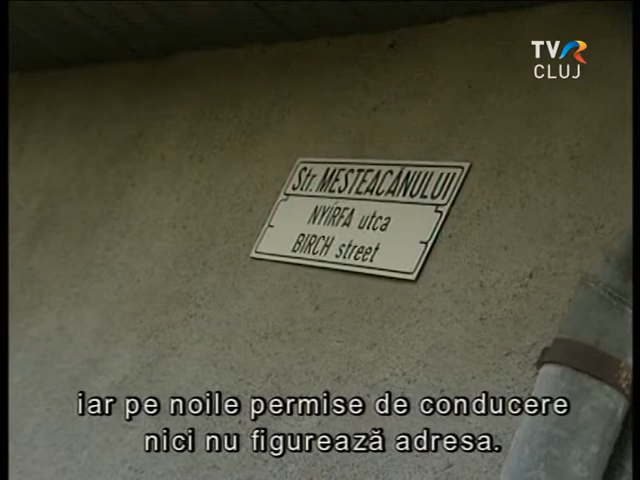 TVR
CLUJ
Str. MESTEACĂNULUI
NYÍRFA utca
BIRCH street
iar pe noile permise de conducere
nici nu figurează adresa.